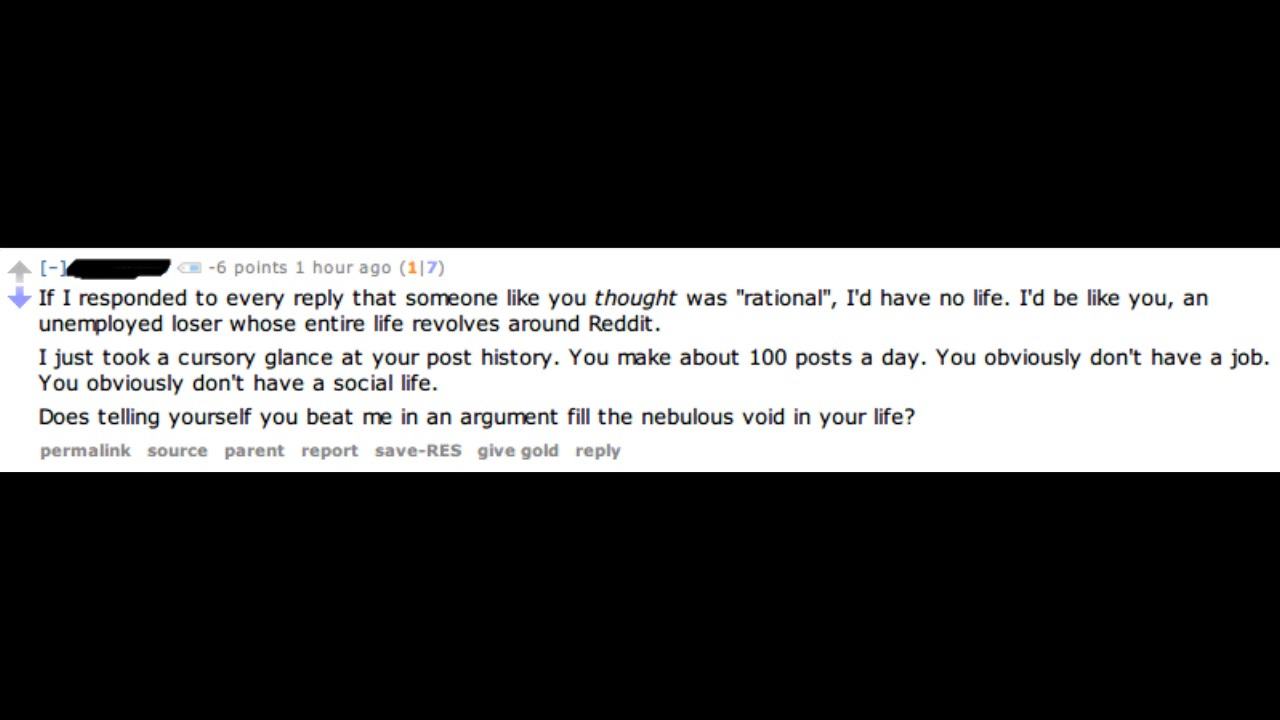 [-] -6 points 1 hour ago (1|7)
If I responded to every reply that someone like you thought was "rational", I'd have no life. I'd be like you, an
unemployed loser whose entire life revolves around Reddit.
I just took a cursory glance at your post history. You make about 100 posts a day. You obviously don't have a job.
You obviously don't have a social life.
Does telling yourself you beat me in an argument fill the nebulous void in your life?
permalink source parent report save-RES give gold reply